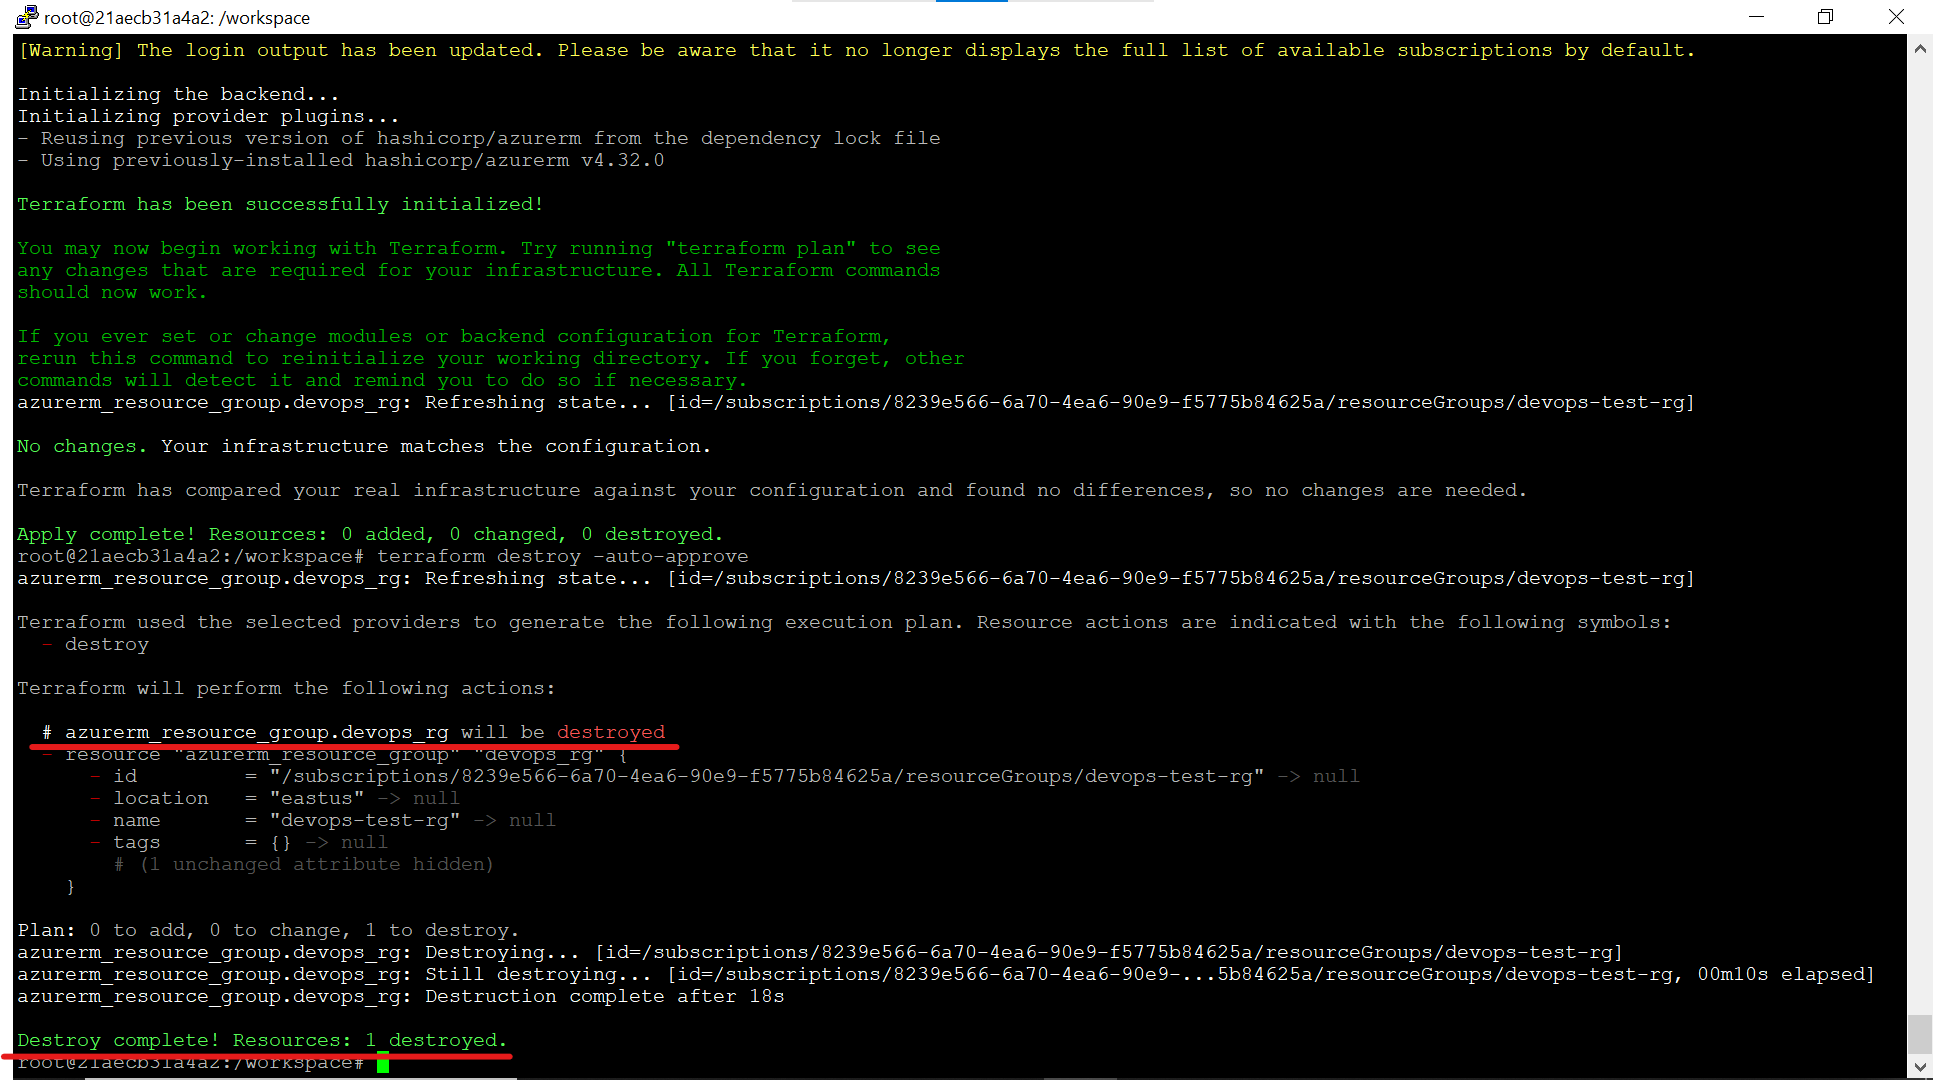 root@21aecb31a4a2: /workspace
[Warning] The login output has been updated. Please be aware that it no longer displays the full list of available subscriptions by default.
Initializing the backend...
Initializing provider plugins...
- Reusing previous version of hashicorp/azurerm from the dependency lock file
- Using previously-installed hashicorp/azurerm v4.32.0
Terraform has been successfully initialized!
You may now begin working with Terraform. Try running "terraform plan" to see
any changes that are required for your infrastructure. All Terraform commands
should now work.
If you ever set or change modules or backend configuration for Terraform,
rerun this command to reinitialize your working directory. If you forget, other
commands will detect it and remind you to do so if necessary.
azurerm_resource_group.devops_rg: Refreshing state... [id=/subscriptions/8239e566-6a70-4ea6-90e9-f5775b84625a/resourceGroups/devops-test-rg]
No changes. Your infrastructure matches the configuration.
Terraform has compared your real infrastructure against your configuration and found no differences, so no changes are needed.
Apply complete! Resources: 0 added, 0 changed, 0 destroyed.
root@21aecb31a4a2:/workspace# terraform destroy -auto-approve
azurerm_resource_group.devops_rg: Refreshing state... [id=/subscriptions/8239e566-6a70-4ea6-90e9-f5775b84625a/resourceGroups/devops-test-rg]
Terraform used the selected providers to generate the following execution plan. Resource actions are indicated with the following symbols:
  - destroy
Terraform will perform the following actions:
  # azurerm_resource_group.devops_rg will be destroyed
  - resource "azurerm_resource_group" "devops_rg" {
      - id         = "/subscriptions/8239e566-6a70-4ea6-90e9-f5775b84625a/resourceGroups/devops-test-rg" -> null
      - location   = "eastus" -> null
      - name       = "devops-test-rg" -> null
      - tags       = {} -> null
        # (1 unchanged attribute hidden)
    }
Plan: 0 to add, 0 to change, 1 to destroy.
azurerm_resource_group.devops_rg: Destroying... [id=/subscriptions/8239e566-6a70-4ea6-90e9-f5775b84625a/resourceGroups/devops-test-rg]
azurerm_resource_group.devops_rg: Still destroying... [id=/subscriptions/8239e566-6a70-4ea6-90e9-...5b84625a/resourceGroups/devops-test-rg, 00m10s elapsed]
azurerm_resource_group.devops_rg: Destruction complete after 18s
Destroy complete! Resources: 1 destroyed.
root@21aecb31a4a2:/workspace#